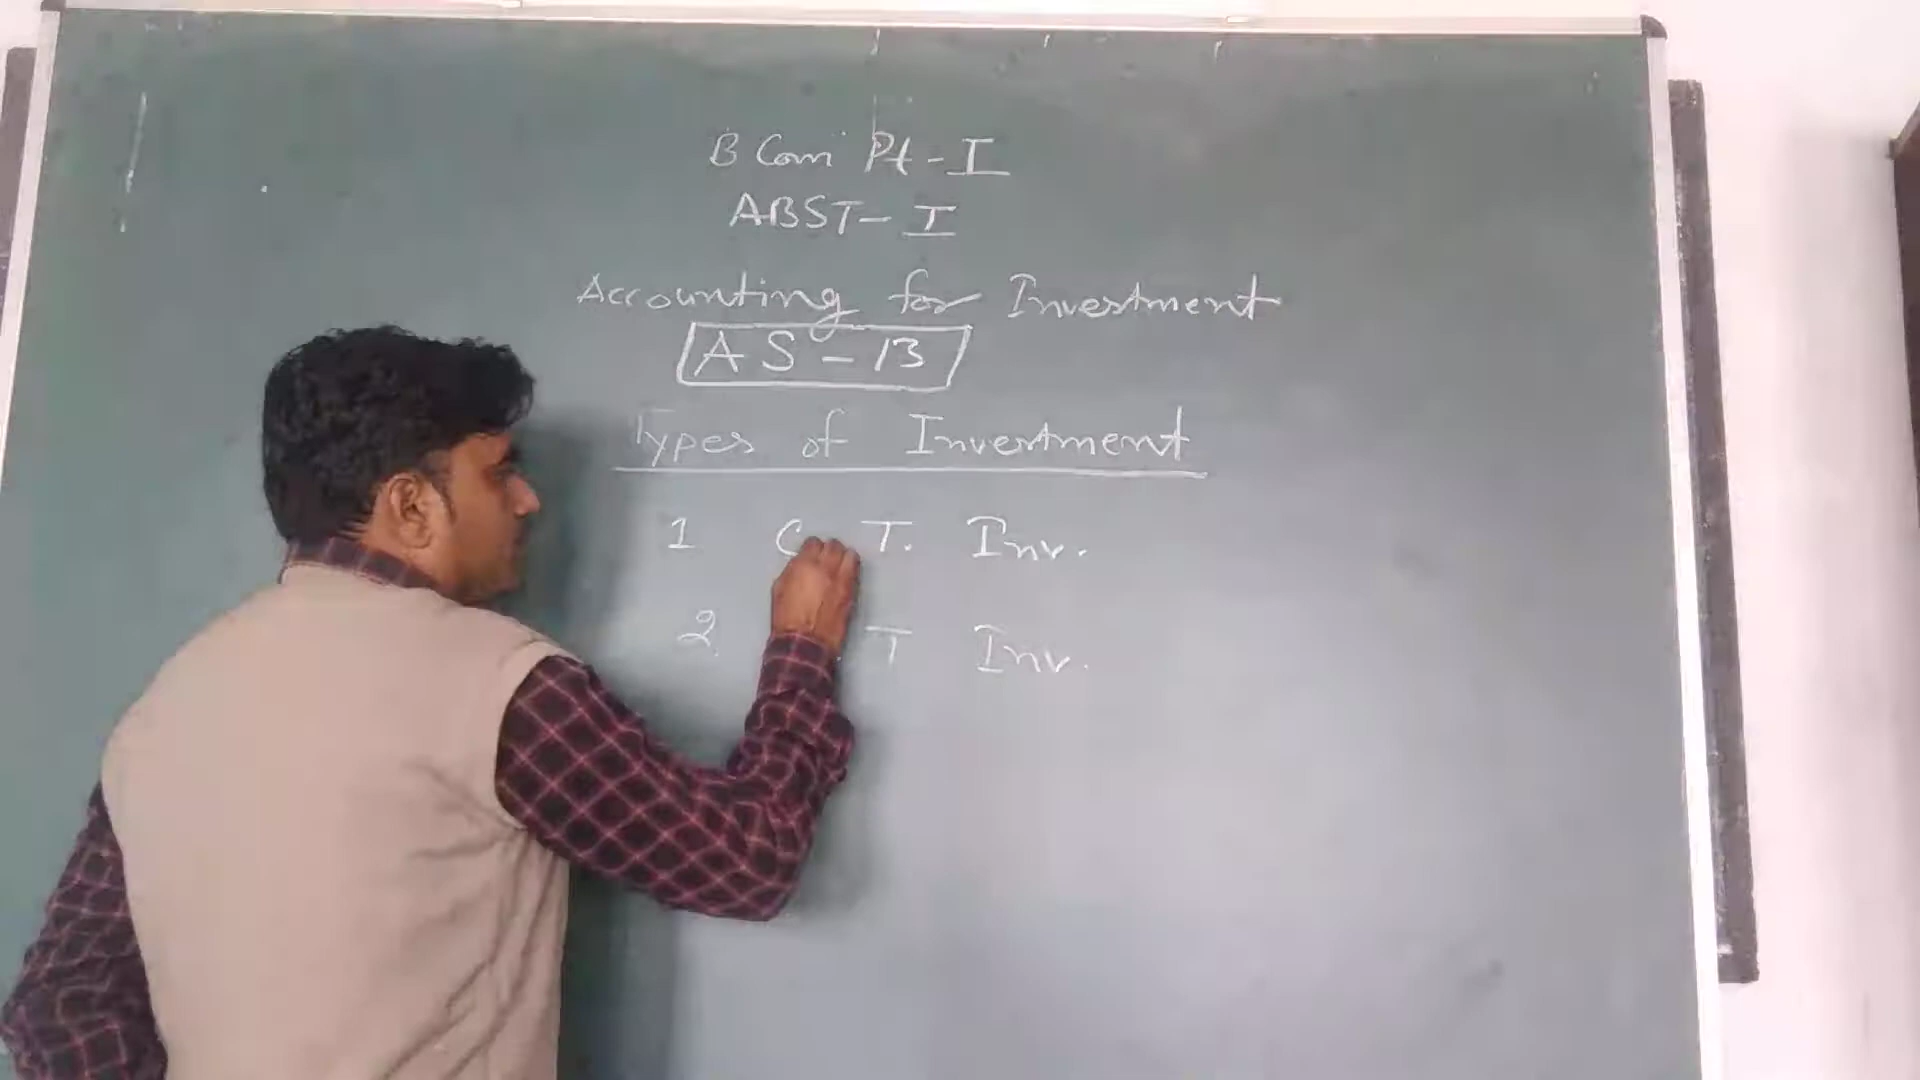 B Com Pt - I
ABST - I
Accounting for Investment
AS - 13
Types of Investment
1 T. Inv.
2 T Inv.